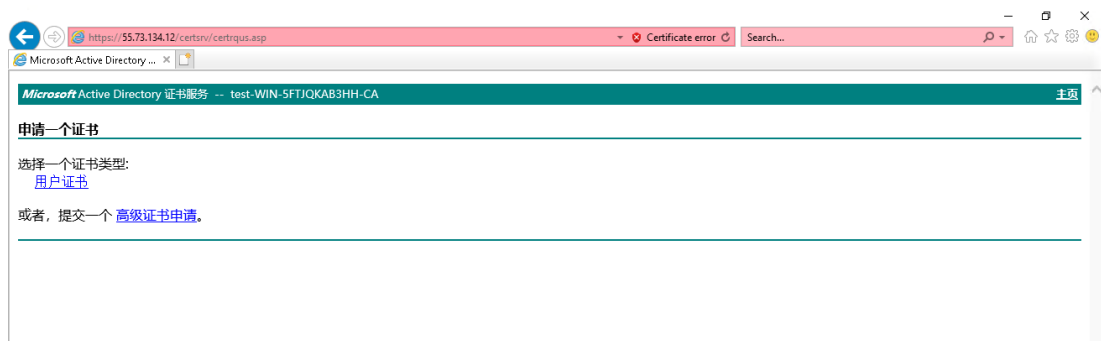 https://55.73.134.12/certsrv/certrqus.asp
Certificate error
Search...
Microsoft Active Directory ...
Microsoft Active Directory 证书服务 -- test-WIN-5FTJQKAB3HH-CA
主页
申请一个证书
选择一个证书类型:
用户证书
或者，提交一个 高级证书申请。